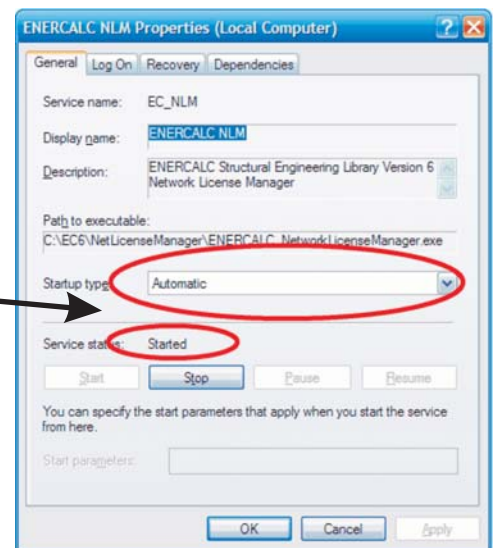 ENERCALC NLM Properties (Local Computer)
General Log On Recovery Dependencies
Service name: EC_NLM
Display name: ENERCALC NLM
Description: ENERCALC Structural Engineering Library Version 6
Network License Manager
Path to executable:
C:\EC6\NetLicenseManager\ENERCALC_NetworkLicenseManager.exe
Startup type: Automatic
Service status: Started
Start Stop Pause Resume
You can specify the start parameters that apply when you start the service
from here.
Start parameters:
OK Cancel Apply